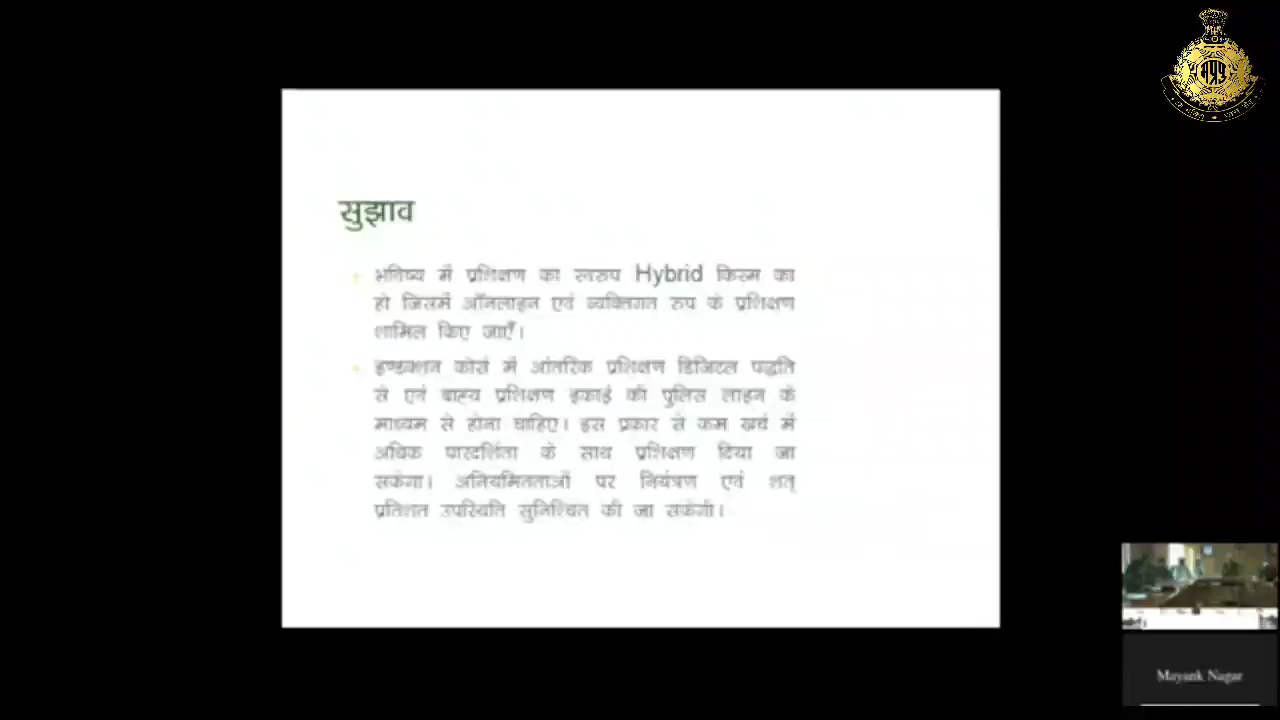 सुझाव
भविष्य में प्रशिक्षण का स्वरुप Hybrid किस्म का
हो जिसमें ऑनलाइन एवं व्यक्तिगत रुप के प्रशिक्षण
शामिल किए जाएँ।
इण्डक्शन कोर्स में आंतरिक प्रशिक्षण डिजिटल पद्धति
से एवं बाह्य प्रशिक्षण इकाई की पुलिस लाइन के
माध्यम से होना चाहिए। इस प्रकार से कम खर्च में
अधिक पारदर्शिता के साथ प्रशिक्षण दिया जा
सकेगा। अनियमितताओं पर नियंत्रण एवं शत्
प्रतिशत उपस्थिति सुनिश्चित की जा सकेगी।
Mayank Nagar